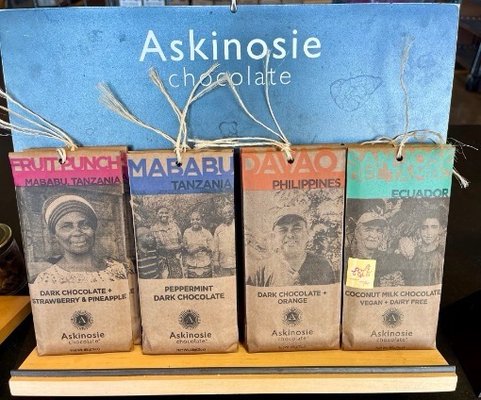 Askinosie
chocolate
FRUIT PUNCH
MABABU, TANZANIA
DARK CHOCOLATE +
STRAWBERRY & PINEAPPLE
Askinosie
chocolate
MABABU
TANZANIA
PEPPERMINT
DARK CHOCOLATE
Askinosie
chocolate
DAVAO
PHILIPPINES
DARK CHOCOLATE +
ORANGE
Askinosie
chocolate
ECUADOR
COCONUT MILK CHOCOLATE
VEGAN + DAIRY FREE
Askinosie
chocolate